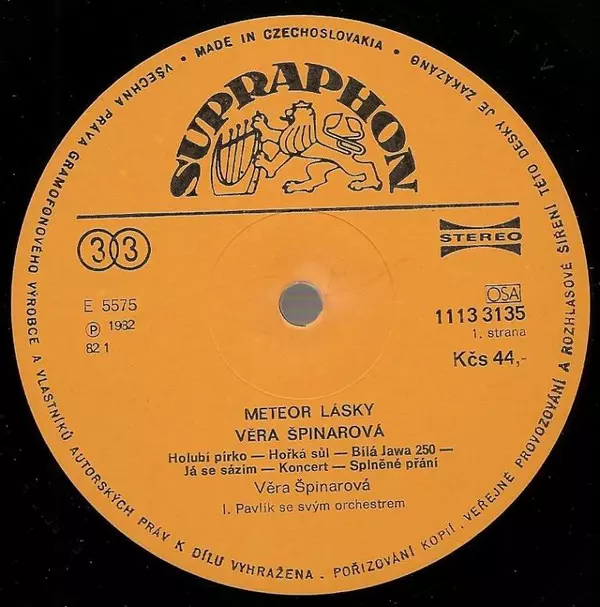 VŠECHNA PRÁVA GRAMOFONOVÉHO VÝROBCE A VLASTNÍKŮ AUTORSKÝCH PRÁV K DÍLU VYHRAŽENA . POŘIZOVÁNÍ KOPIÍ . VEŘEJNÉ PROVOZOVÁNÍ A ROZHLASOVÉ ŠÍŘENÍ TÉTO DESKY JE ZAKÁZÁNO
• MADE IN CZECHOSLOVAKIA •
SUPRAPHON
33
STEREO
E 5575
℗ 1982
82 1
OSA
1113 3135
1. strana
Kčs 44,-
METEOR LÁSKY
VĚRA ŠPINAROVÁ
Holubí pírko — Hořká sůl — Bílá Jawa 250 —
Já se sázím — Koncert — Splněné přání
Věra Špinarová
I. Pavlík se svým orchestrem